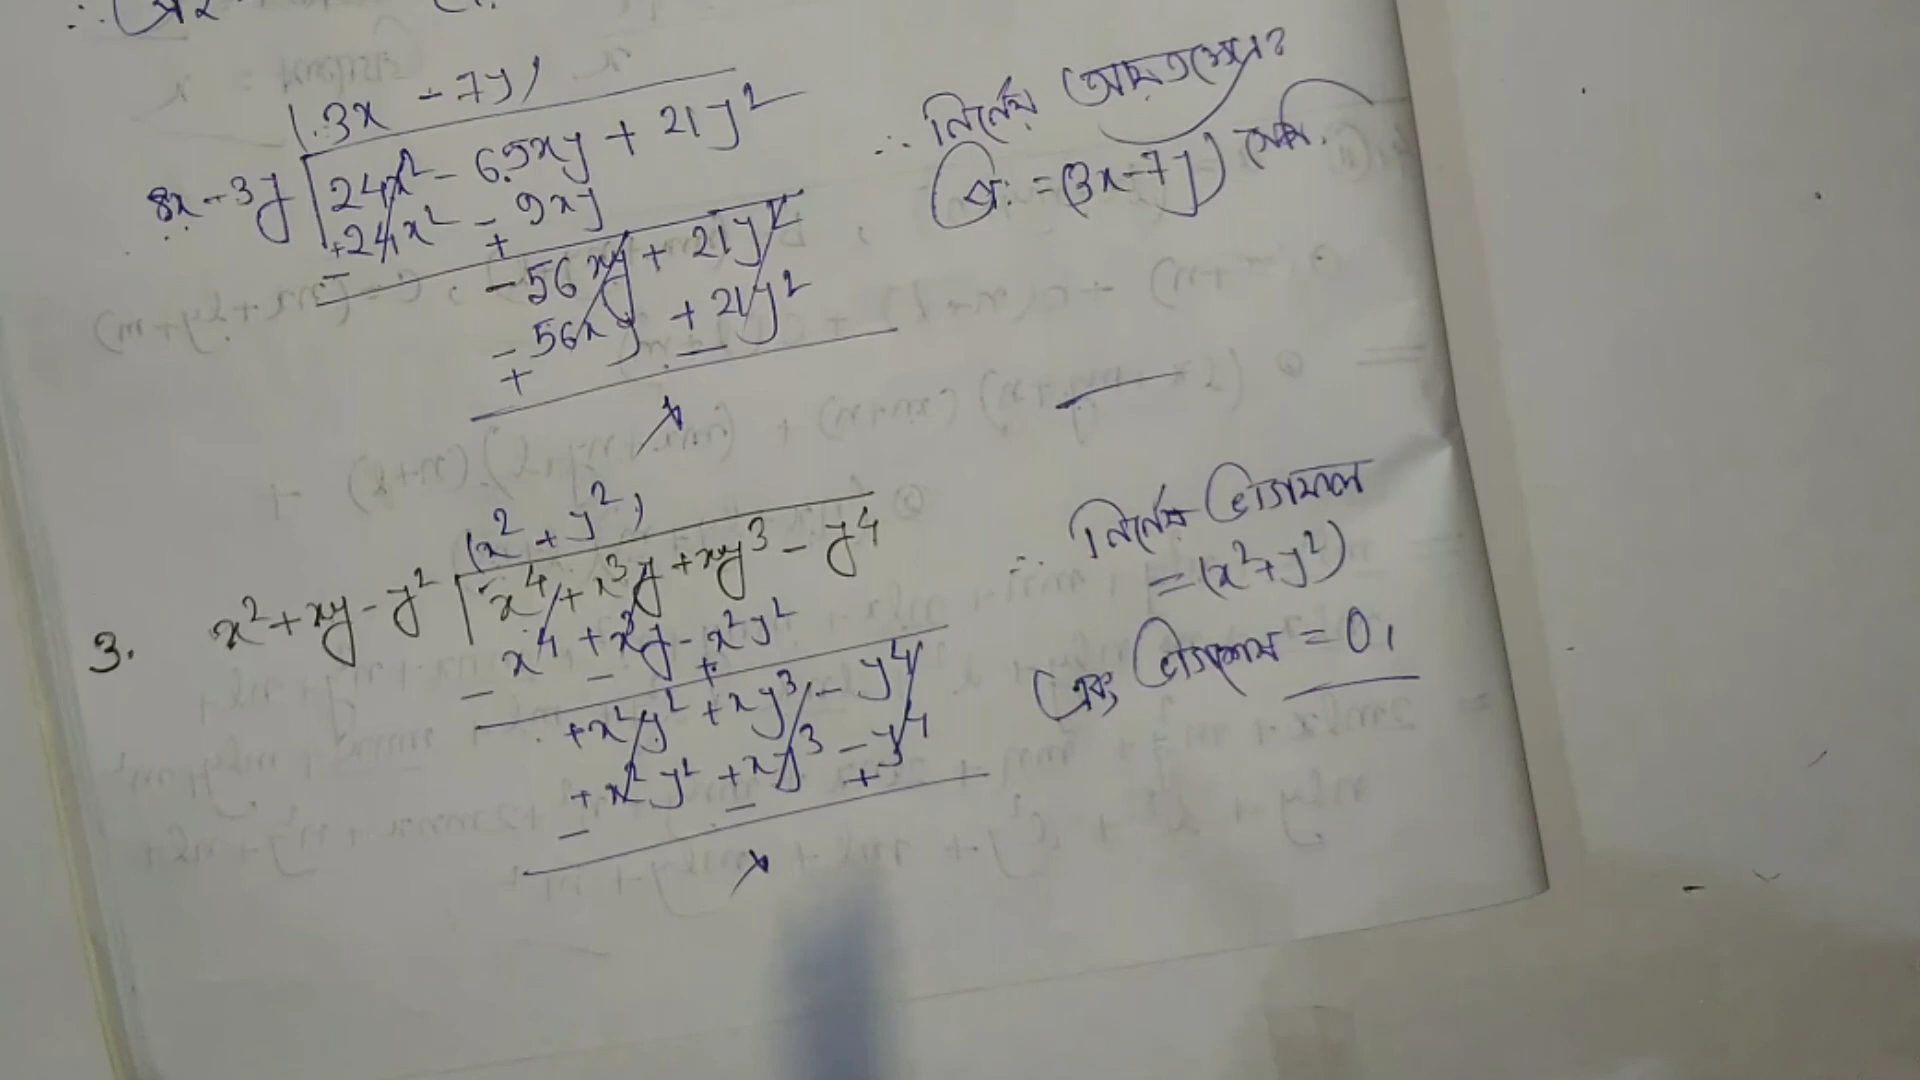 (3x - 7y)
8x - 3y 24x² - 65xy + 21y²
+24x² - 9xy
- +
-56xy + 21y²
-56xy + 21y²
+ -
x
∴ নির্ণেয়
প্র: = (3x-7y) সেমি.
(x² + y²)
3. x² + xy - y² x⁴ + x³y + xy³ - y⁴
x⁴ + x³y - x²y²
- - +
+x²y² + xy³ - y⁴
+x²y² + xy³ - y⁴
- - +
x
∴ নির্ণেয় ভাগফল
= (x² + y²)
এবং ভাগশেষ = 0,